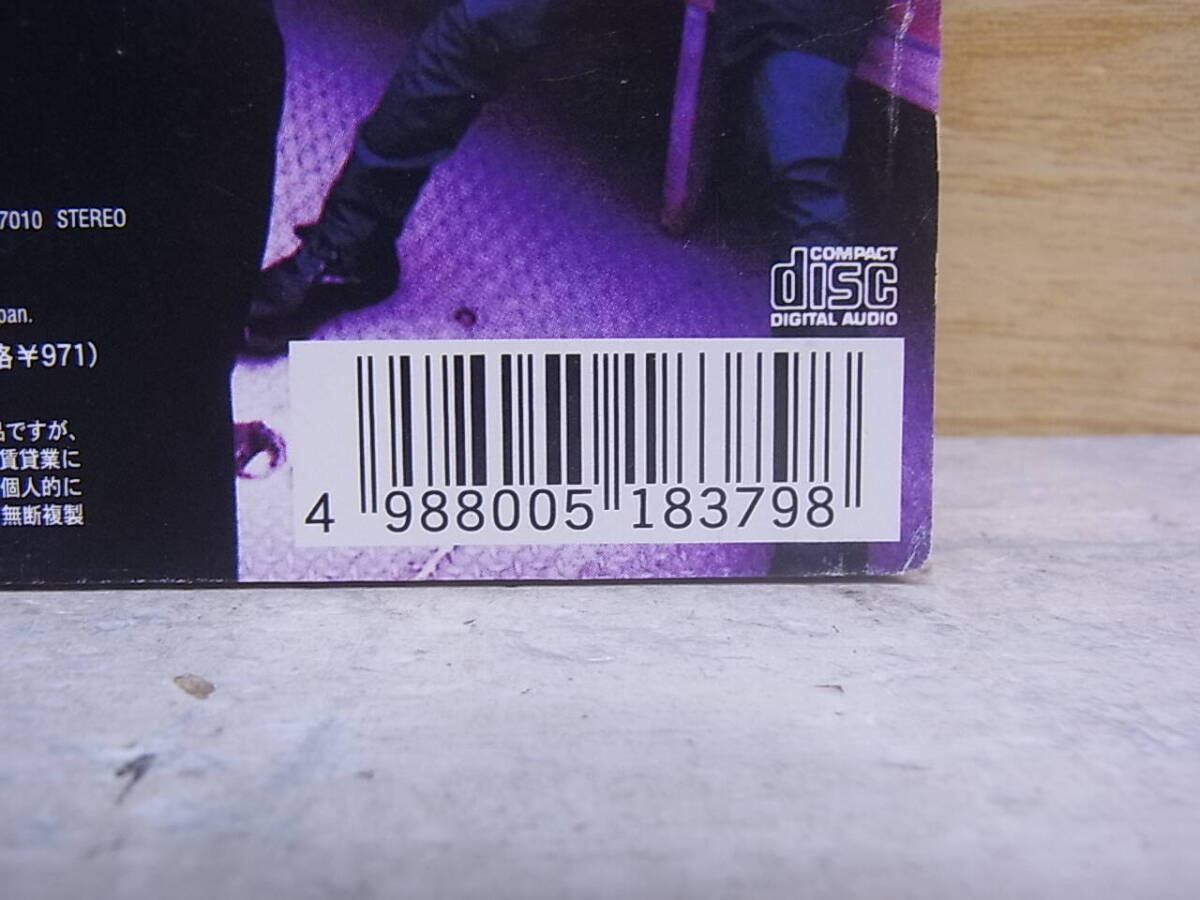 7010 STEREO
COMPACT
disc
DIGITAL AUDIO
pan.
格￥971)
品ですが、
賃貸業に
個人的に
無断複製
4 988005 183798